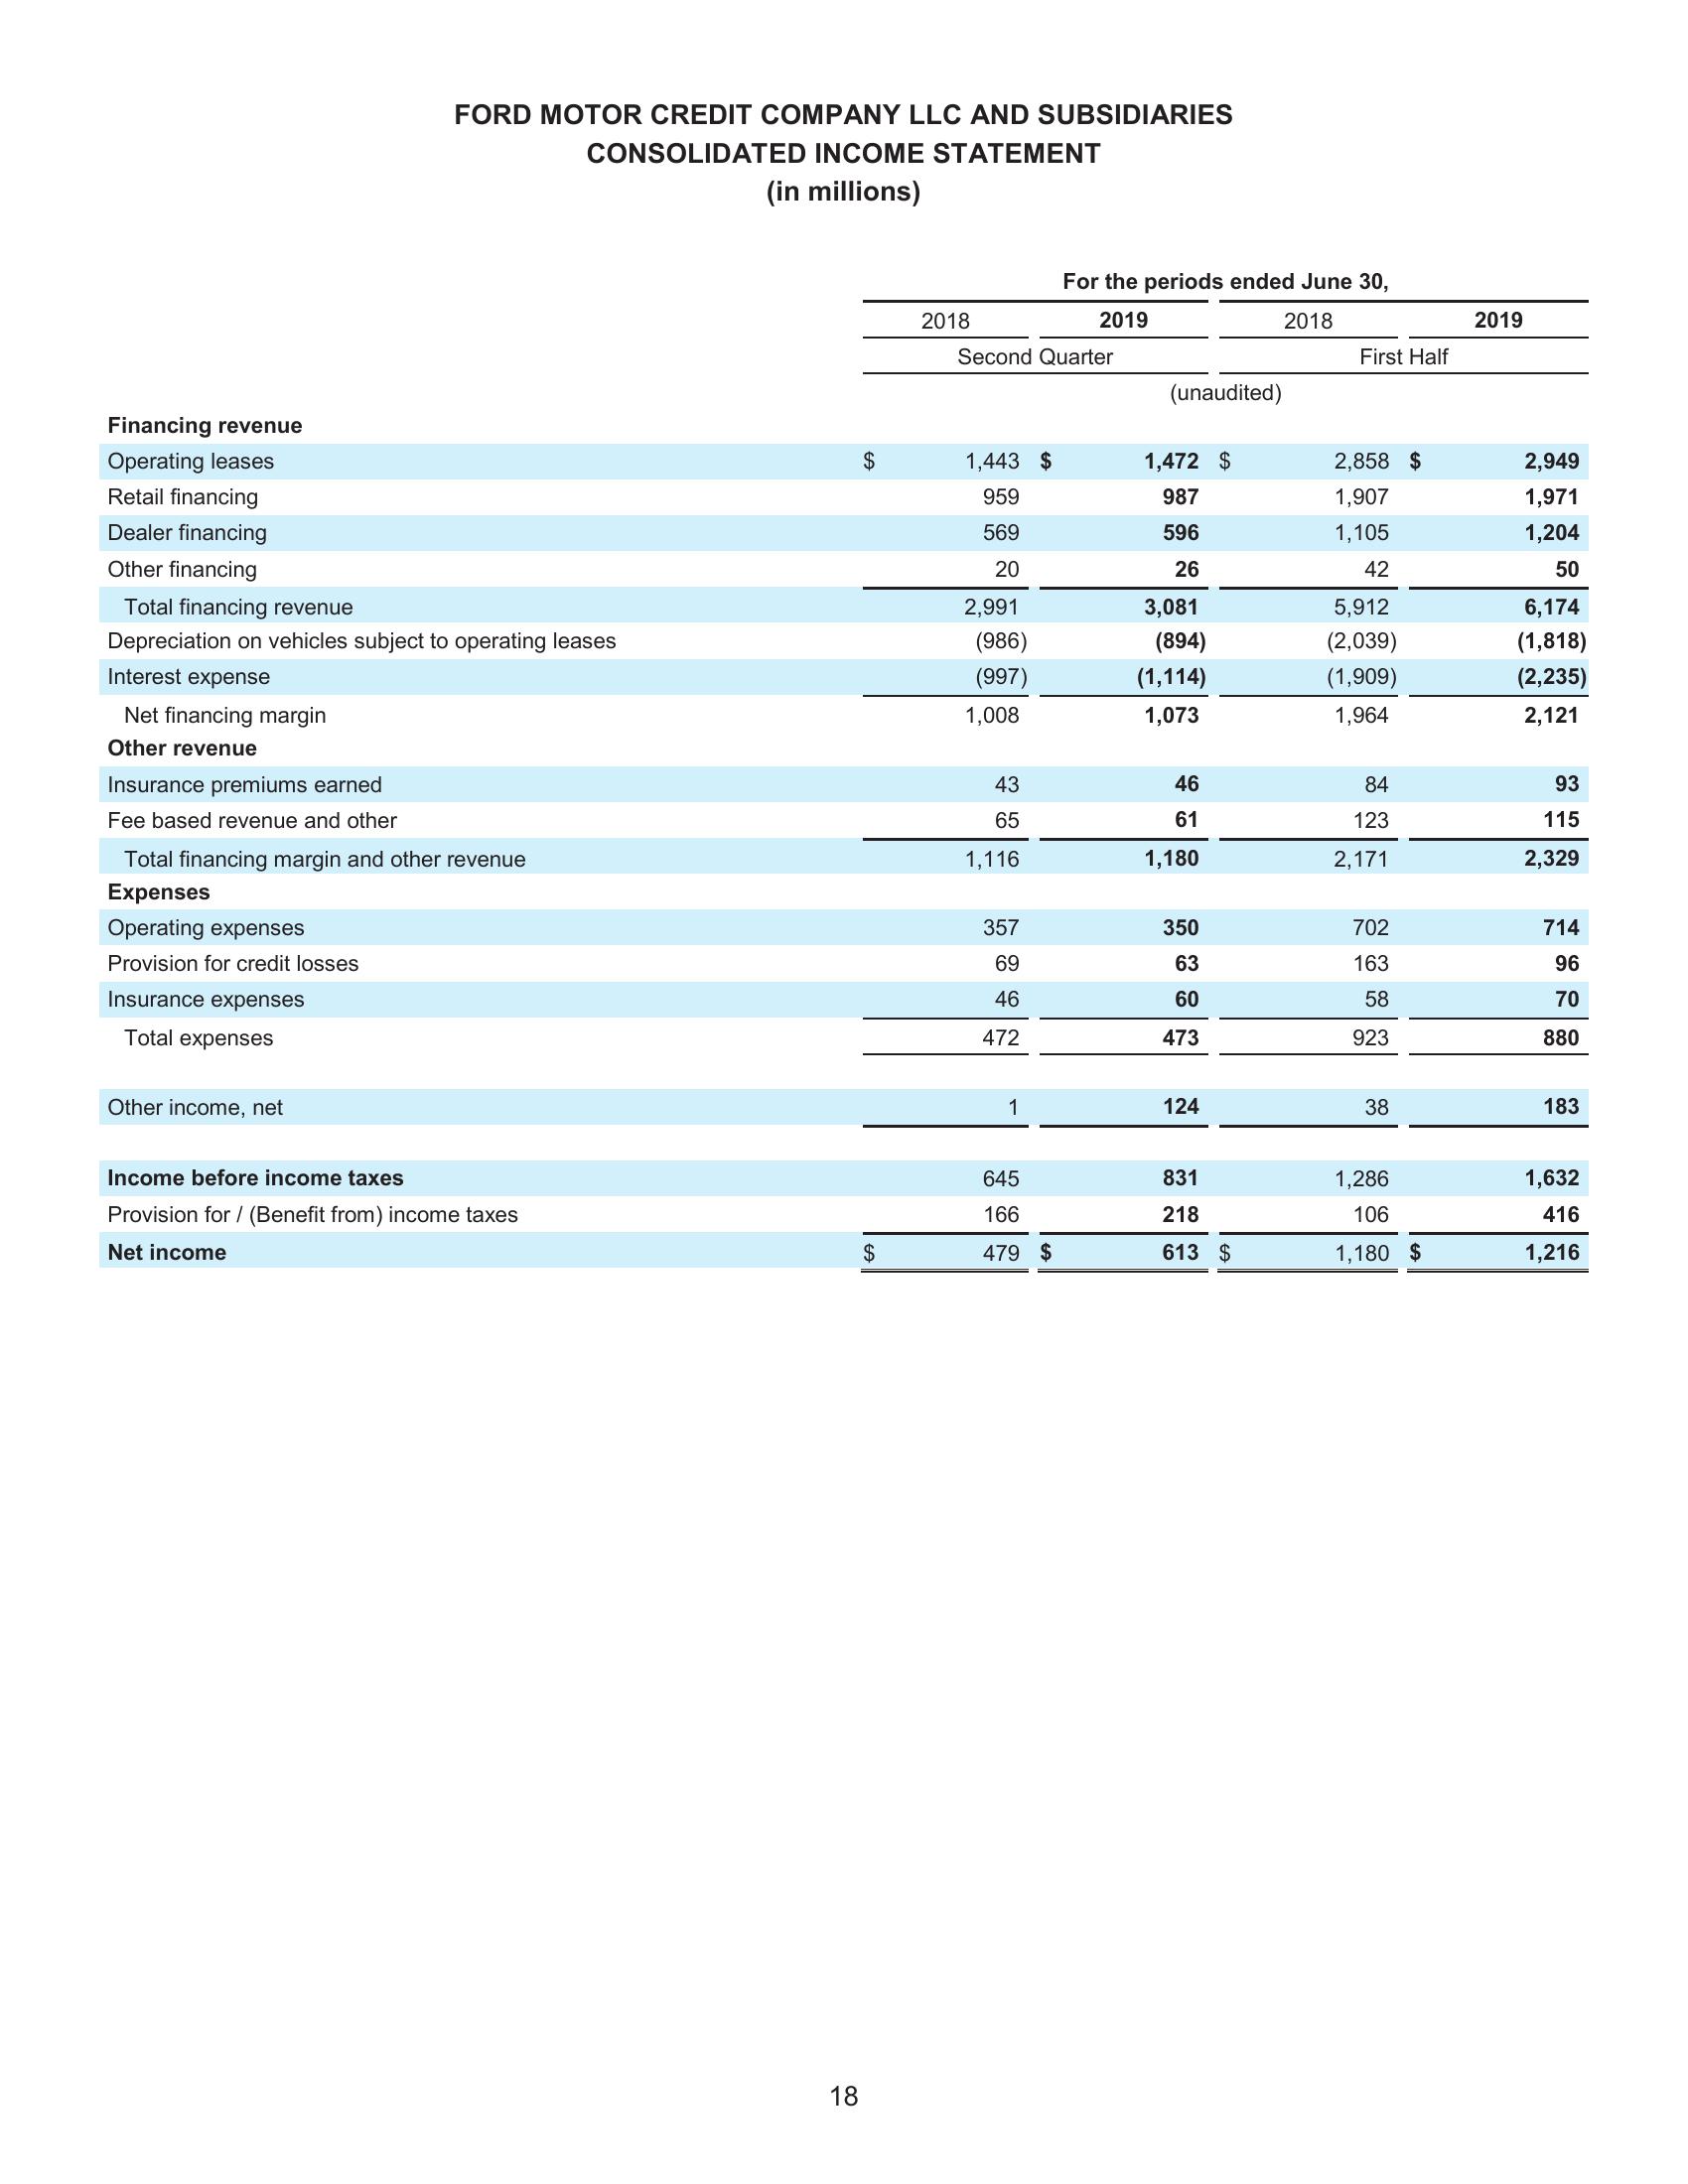 FORD MOTOR CREDIT COMPANY LLC AND SUBSIDIARIES
CONSOLIDATED INCOME STATEMENT
(in millions)
For the periods ended June 30,
2018 2019 2018 2019
Second Quarter First Half
(unaudited)
Financing revenue
Operating leases $ 1,443 $ 1,472 $ 2,858 $ 2,949
Retail financing 959 987 1,907 1,971
Dealer financing 569 596 1,105 1,204
Other financing 20 26 42 50
Total financing revenue 2,991 3,081 5,912 6,174
Depreciation on vehicles subject to operating leases (986) (894) (2,039) (1,818)
Interest expense (997) (1,114) (1,909) (2,235)
Net financing margin 1,008 1,073 1,964 2,121
Other revenue
Insurance premiums earned 43 46 84 93
Fee based revenue and other 65 61 123 115
Total financing margin and other revenue 1,116 1,180 2,171 2,329
Expenses
Operating expenses 357 350 702 714
Provision for credit losses 69 63 163 96
Insurance expenses 46 60 58 70
Total expenses 472 473 923 880
Other income, net 1 124 38 183
Income before income taxes 645 831 1,286 1,632
Provision for / (Benefit from) income taxes 166 218 106 416
Net income $ 479 $ 613 $ 1,180 $ 1,216
18